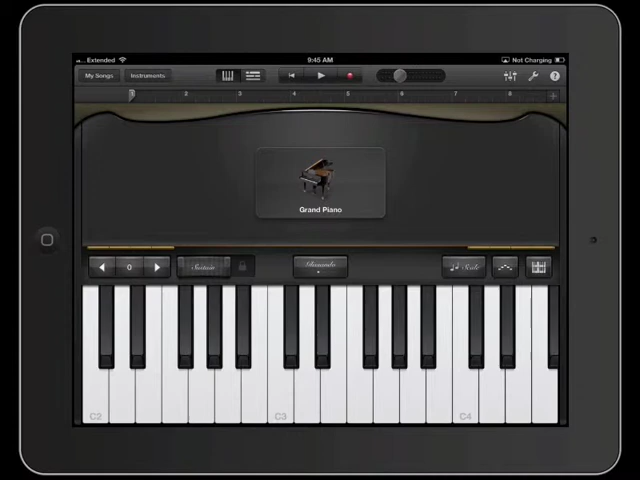 Extended
9:45 AM
Not Charging
My Songs
Instruments
2 3 4 5 6 7 8 +
Grand Piano
0
Sustain
Glissando
Scale
C2
C3
C4